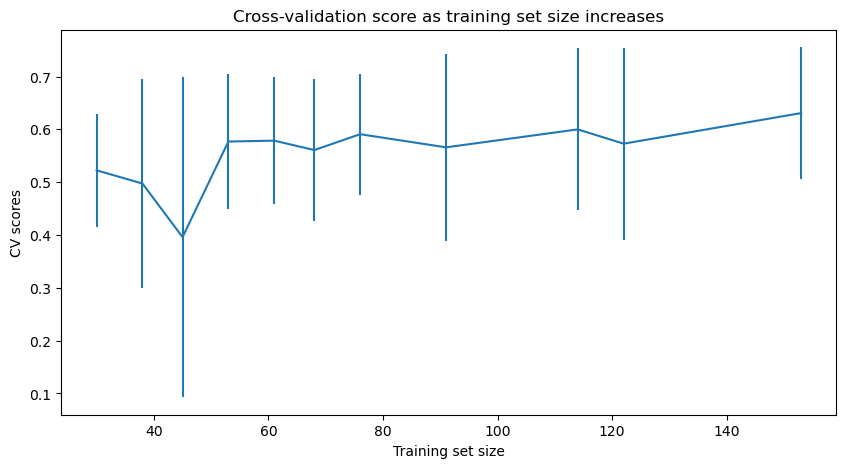 Cross-validation score as training set size increases
CV scores
0.7
0.6
0.5
0.4
0.3
0.2
0.1
40 60 80 100 120 140
Training set size